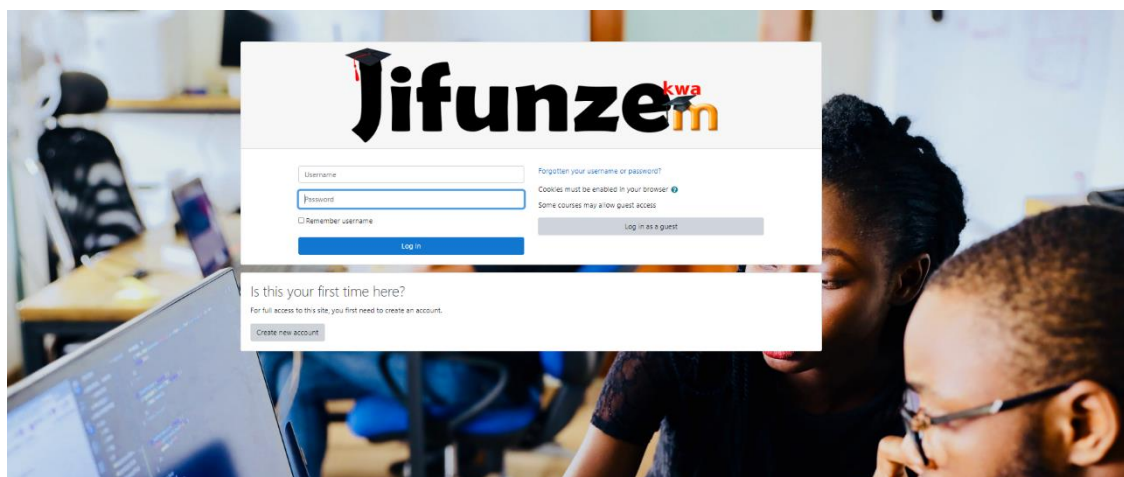 Jifunze kwa m
Username
Password
Remember username
Log in
Forgotten your username or password?
Cookies must be enabled in your browser
Some courses may allow guest access
Log in as a guest
Is this your first time here?
For full access to this site, you first need to create an account.
Create new account